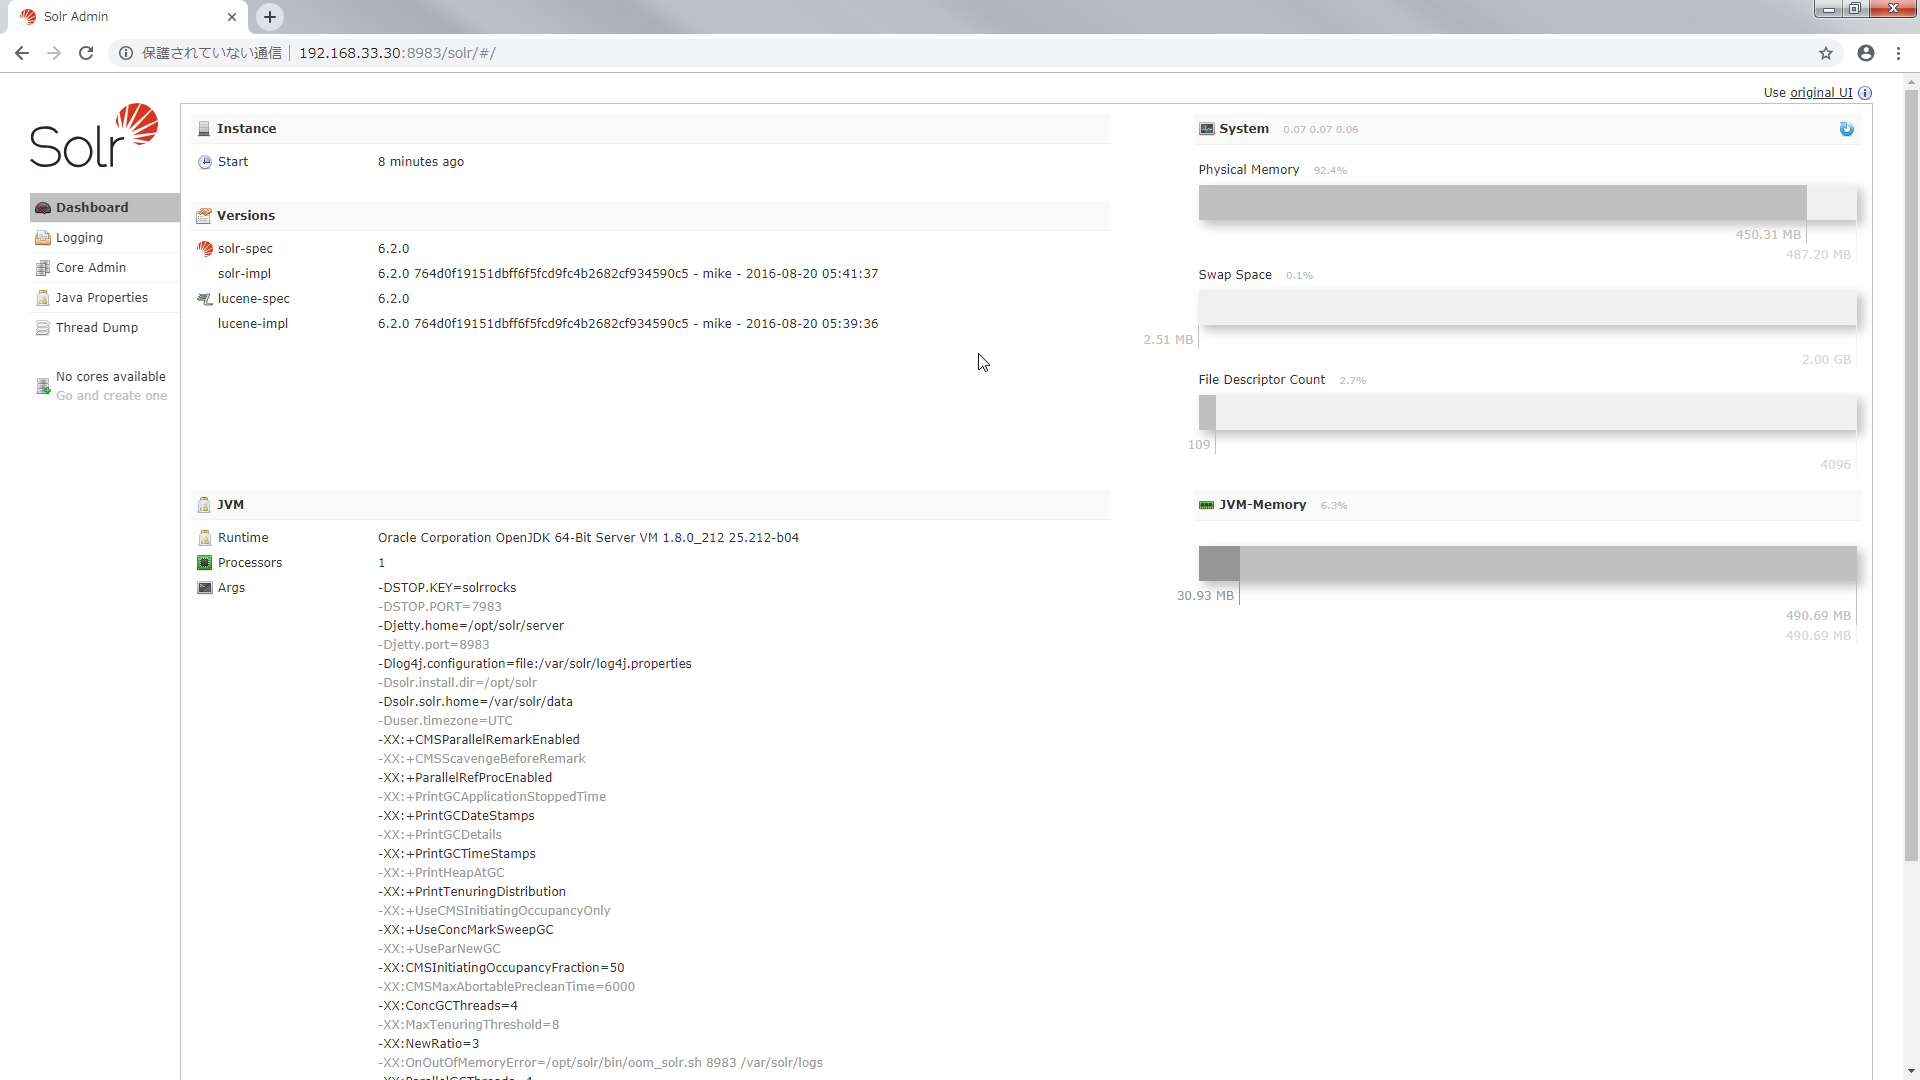 Solr Admin
保護されていない通信 192.168.33.30:8983/solr/#/
Use original UI
Solr
Dashboard
Logging
Core Admin
Java Properties
Thread Dump
No cores available
Go and create one
Instance
Start 8 minutes ago
Versions
solr-spec 6.2.0
solr-impl 6.2.0 764d0f19151dbff6f5fcd9fc4b2682cf934590c5 - mike - 2016-08-20 05:41:37
lucene-spec 6.2.0
lucene-impl 6.2.0 764d0f19151dbff6f5fcd9fc4b2682cf934590c5 - mike - 2016-08-20 05:39:36
System 0.07 0.07 0.06
Physical Memory 92.4%
450.31 MB
487.20 MB
Swap Space 0.1%
2.51 MB
2.00 GB
File Descriptor Count 2.7%
109
4096
JVM
Runtime Oracle Corporation OpenJDK 64-Bit Server VM 1.8.0_212 25.212-b04
Processors 1
Args -DSTOP.KEY=solrrocks
-DSTOP.PORT=7983
-Djetty.home=/opt/solr/server
-Djetty.port=8983
-Dlog4j.configuration=file:/var/solr/log4j.properties
-Dsolr.install.dir=/opt/solr
-Dsolr.solr.home=/var/solr/data
-Duser.timezone=UTC
-XX:+CMSParallelRemarkEnabled
-XX:+CMSScavengeBeforeRemark
-XX:+ParallelRefProcEnabled
-XX:+PrintGCApplicationStoppedTime
-XX:+PrintGCDateStamps
-XX:+PrintGCDetails
-XX:+PrintGCTimeStamps
-XX:+PrintHeapAtGC
-XX:+PrintTenuringDistribution
-XX:+UseCMSInitiatingOccupancyOnly
-XX:+UseConcMarkSweepGC
-XX:+UseParNewGC
-XX:CMSInitiatingOccupancyFraction=50
-XX:CMSMaxAbortablePrecleanTime=6000
-XX:ConcGCThreads=4
-XX:MaxTenuringThreshold=8
-XX:NewRatio=3
-XX:OnOutOfMemoryError=/opt/solr/bin/oom_solr.sh 8983 /var/solr/logs
JVM-Memory 6.3%
30.93 MB
490.69 MB
490.69 MB